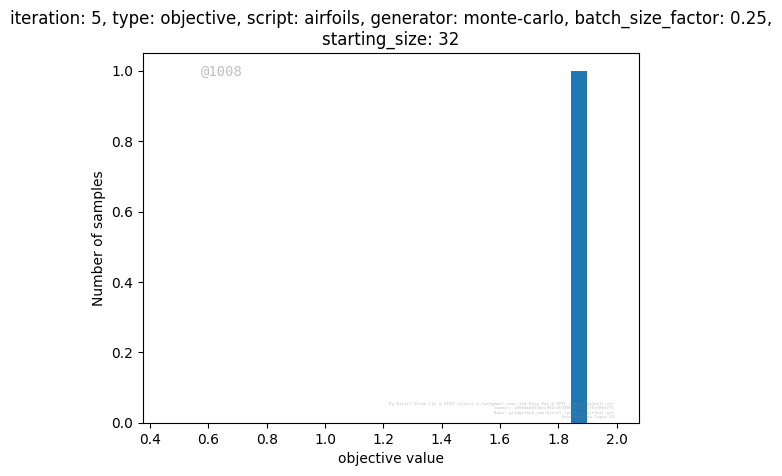 iteration: 5, type: objective, script: airfoils, generator: monte-carlo, batch_size_factor: 0.25,
starting_size: 32
@1008
1.0
0.8
0.6
0.4
0.2
0.0
Number of samples
0.4 0.6 0.8 1.0 1.2 1.4 1.6 1.8 2.0
objective value